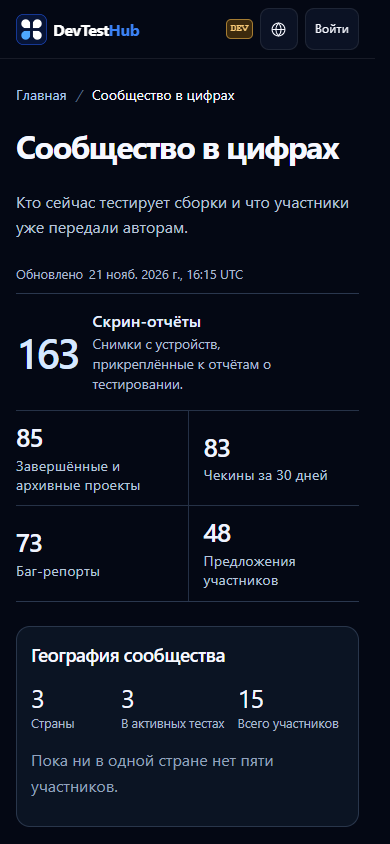 DevTestHub
DEV
Войти
Главная / Сообщество в цифрах
Сообщество в цифрах
Кто сейчас тестирует сборки и что участники
уже передали авторам.
Обновлено 21 нояб. 2026 г., 16:15 UTC
163
Скрин-отчёты
Снимки с устройств,
прикреплённые к отчётам о
тестировании.
85
Завершённые и
архивные проекты
83
Чекины за 30 дней
73
Баг-репорты
48
Предложения
участников
География сообщества
3
Страны
3
В активных тестах
15
Всего участников
Пока ни в одной стране нет пяти
участников.